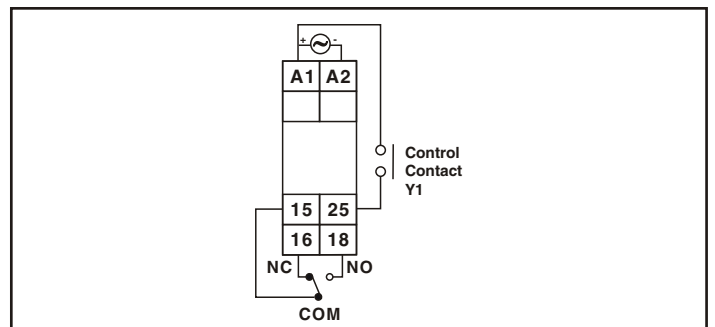 + -
A1 A2
Control
Contact
Y1
15 25
16 18
NC NO
COM